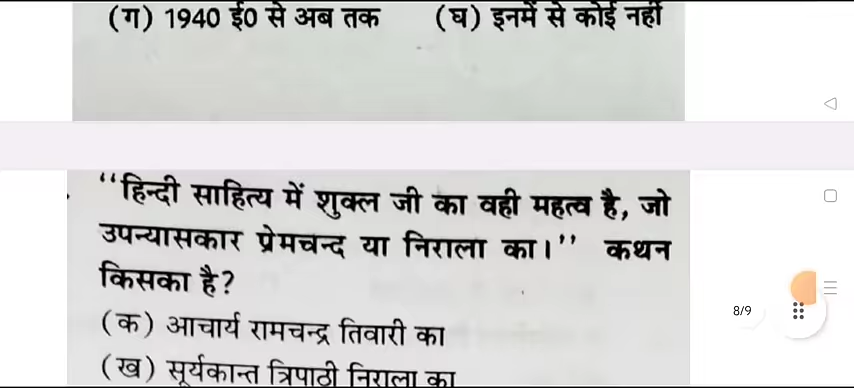 (ग) 1940 ई0 से अब तक (घ) इनमें से कोई नहीं
‘‘हिन्दी साहित्य में शुक्ल जी का वही महत्व है, जो
उपन्यासकार प्रेमचन्द या निराला का।’’ कथन
किसका है?
(क) आचार्य रामचन्द्र तिवारी का
(ख) सूर्यकान्त त्रिपाठी निराला का
8/9